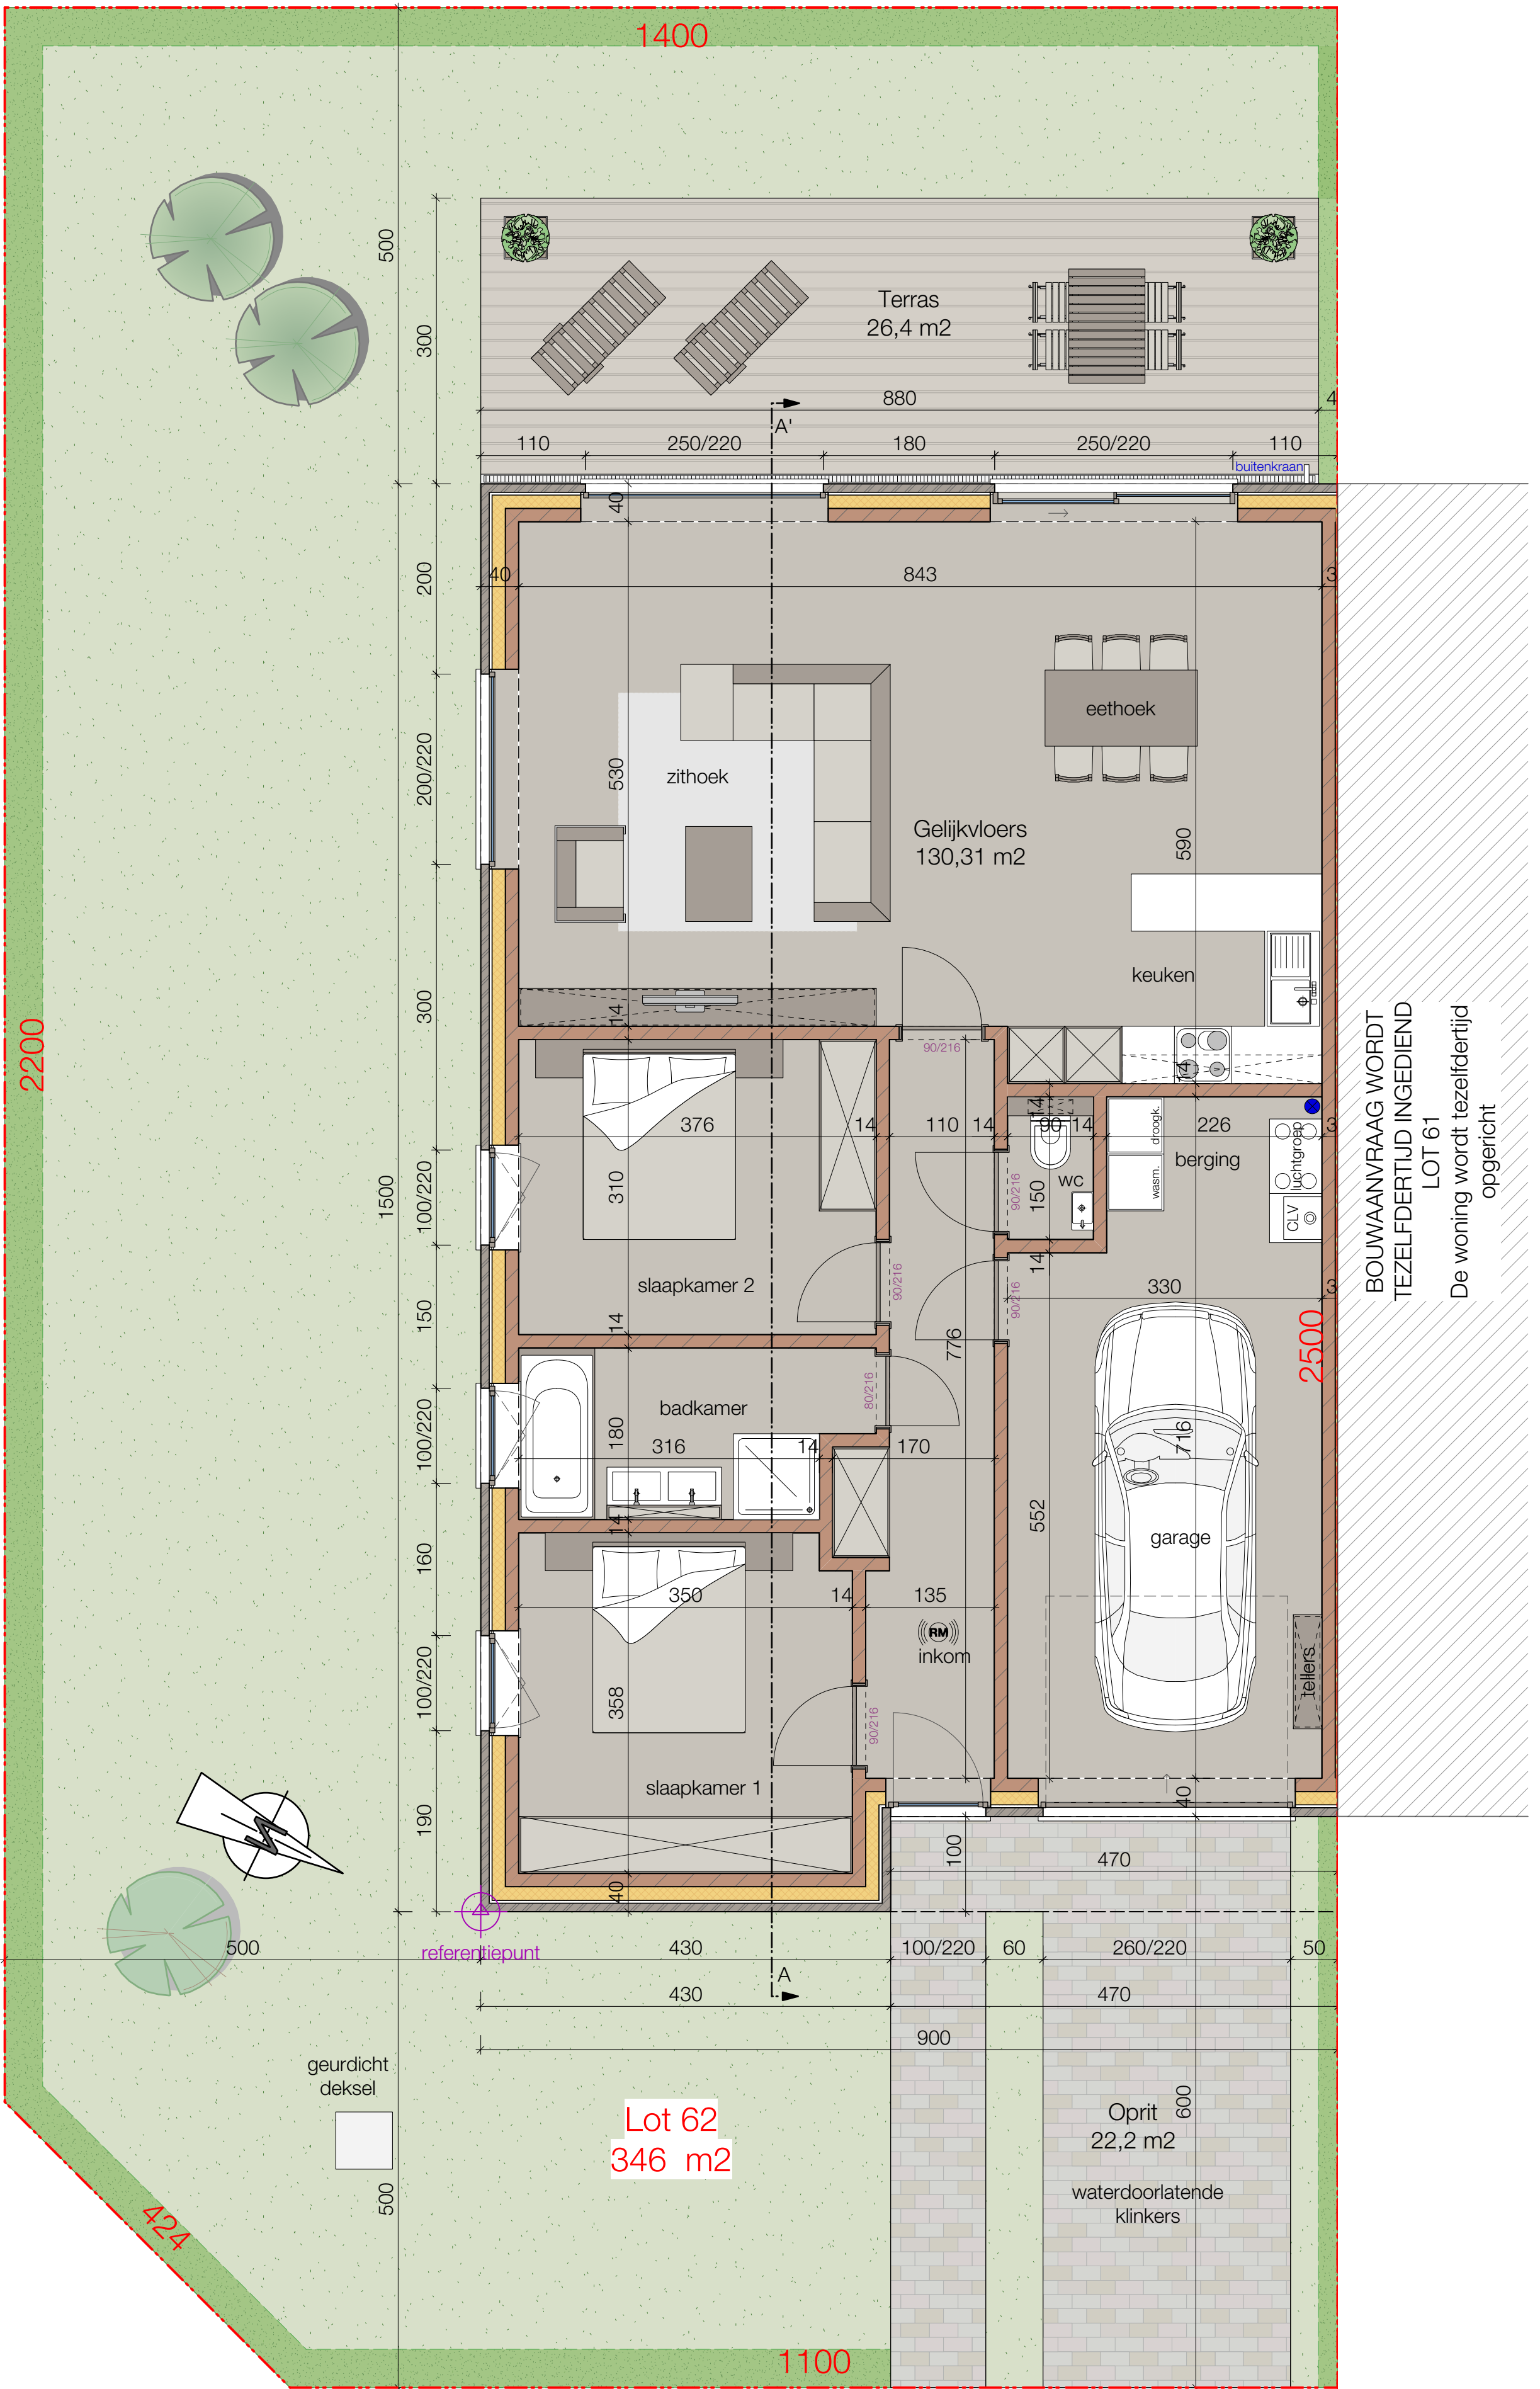 1400
500
300
Terras
26,4 m2
880
4
A'
110
250/220
180
250/220
110
buitenkraan
40
200
40
843
3
eethoek
zithoek
530
200/220
Gelijkvloers
130,31 m2
590
keuken
300
14
2200
90/216
14
14
376
14
110
14
90
14
226
3
droogk.
wasm.
berging
luchtgroep
CLV
wc
150
90/216
310
100/220
1500
slaapkamer 2
90/216
14
90/216
330
3
14
150
776
2500
BOUWAANVRAAG WORDT
TEZELFDERTIJD INGEDIEND
LOT 61
De woning wordt tezelfdertijd
opgericht
80/216
badkamer
180
316
14
170
100/220
716
14
552
garage
160
350
14
135
RM
inkom
tellers
358
100/220
90/216
slaapkamer 1
40
190
100
470
40
N
referentiepunt
500
430
100/220
60
260/220
50
A
430
470
900
geurdicht
deksel
Lot 62
346 m2
Oprit
22,2 m2
600
waterdoorlatende
klinkers
500
424
1100